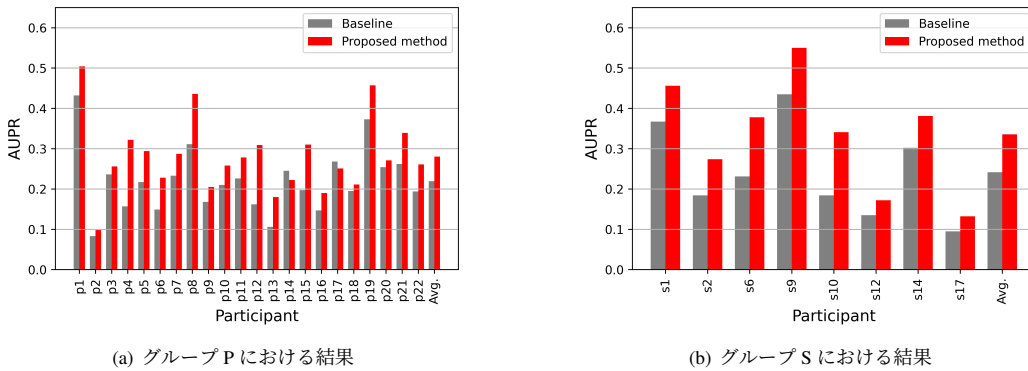 0.6
0.5
0.4
0.3
0.2
0.1
0.0
AUPR
Baseline
Proposed method
p1 p2 p3 p4 p5 p6 p7 p8 p9 p10 p11 p12 p13 p14 p15 p16 p17 p18 p19 p20 p21 p22 Avg.
Participant
(a) グループ P における結果
0.6
0.5
0.4
0.3
0.2
0.1
0.0
AUPR
Baseline
Proposed method
s1 s2 s6 s9 s10 s12 s14 s17 Avg.
Participant
(b) グループ S における結果